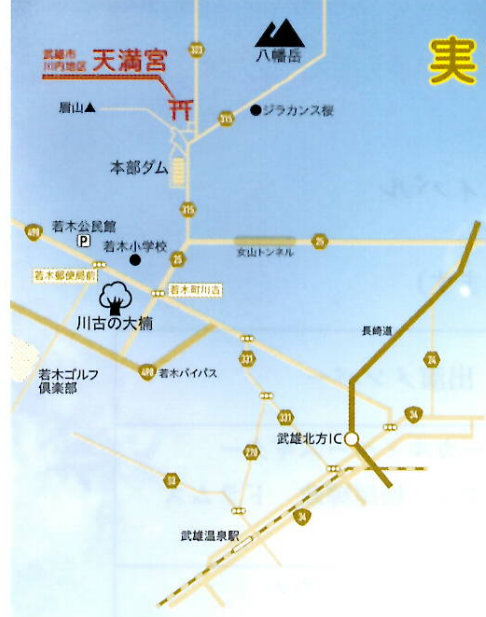 武雄市
川内地区 天満宮
323
八幡岳
実
眉山▲
315
●ジラカンス桜
本部ダム
315
若木公民館
P
498
若木小学校
25
25
女山トンネル
若木郵便局前
若木町川古
川古の大楠
長崎道
331
24
若木ゴルフ
倶楽部
498
若木バイパス
331
34
武雄北方IC
270
53
武雄温泉駅
34